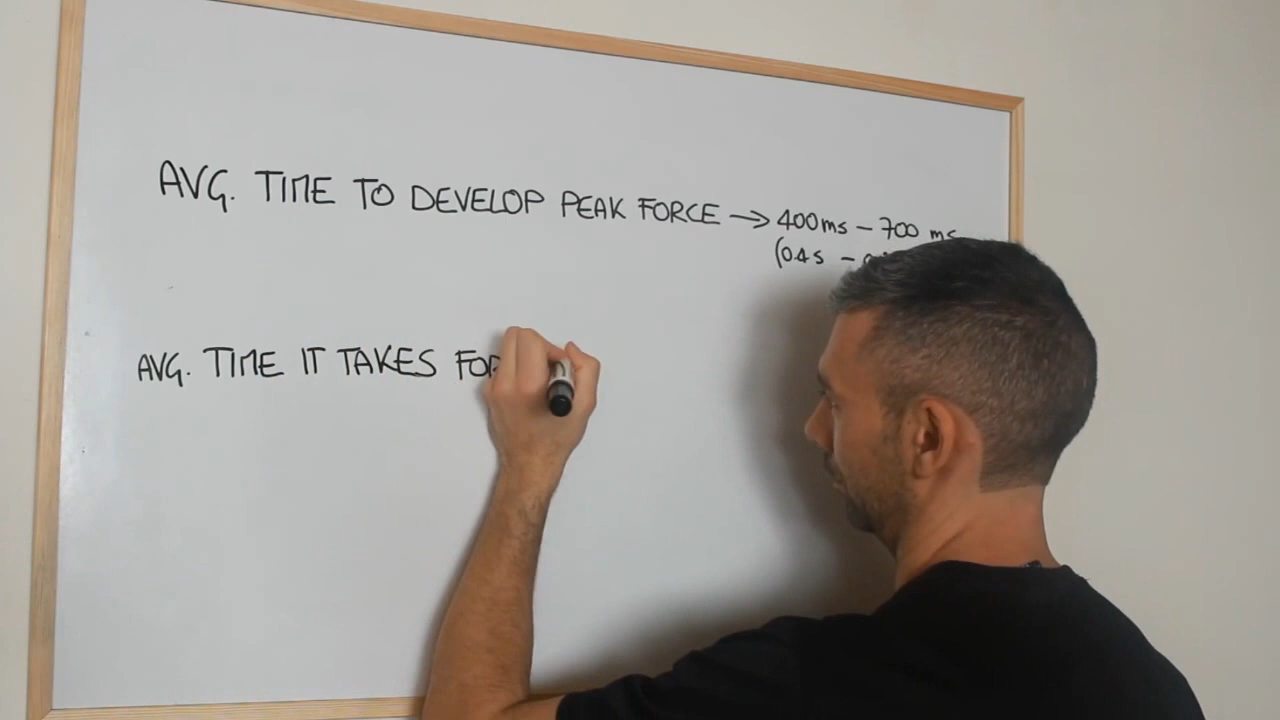 AVG. TIME TO DEVELOP PEAK FORCE → 400ms – 700 ms
(0.4s –
AVG. TIME IT TAKES FOR